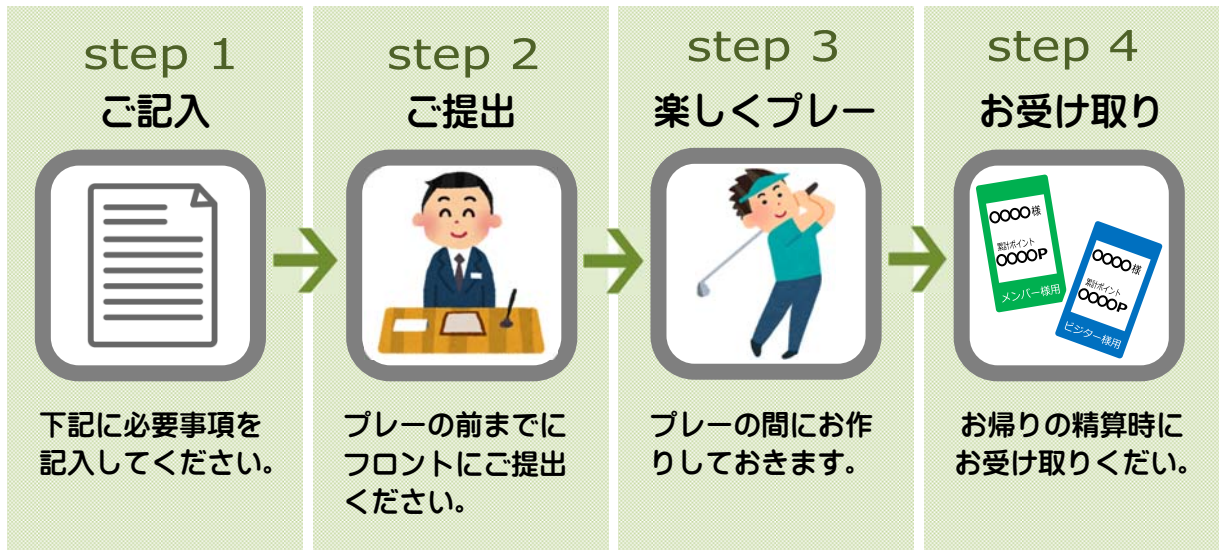 step 1
ご記入
下記に必要事項を
記入してください。
step 2
ご提出
プレーの前までに
フロントにご提出
ください。
step 3
楽しくプレー
プレーの間にお作
りしておきます。
step 4
お受け取り
〇〇〇〇様
累計ポイント
〇〇〇〇P
メンバー様用
〇〇〇〇様
累計ポイント
〇〇〇〇P
ビジター様用
お帰りの精算時に
お受け取りくだい。